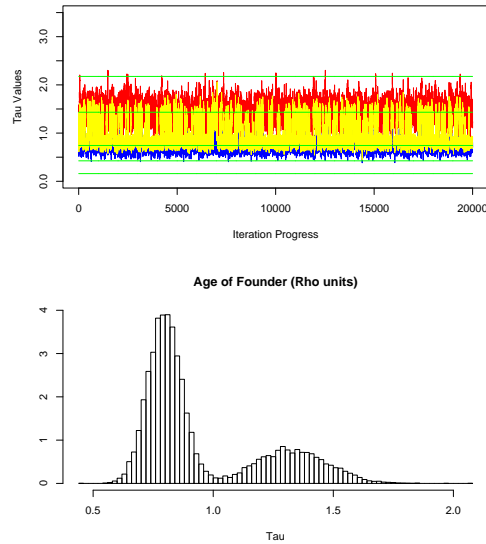 Tau Values
0.0 1.0 2.0 3.0
0 5000 10000 15000 20000
Iteration Progress
Age of Founder (Rho units)
0 1 2 3 4
0.5 1.0 1.5 2.0
Tau